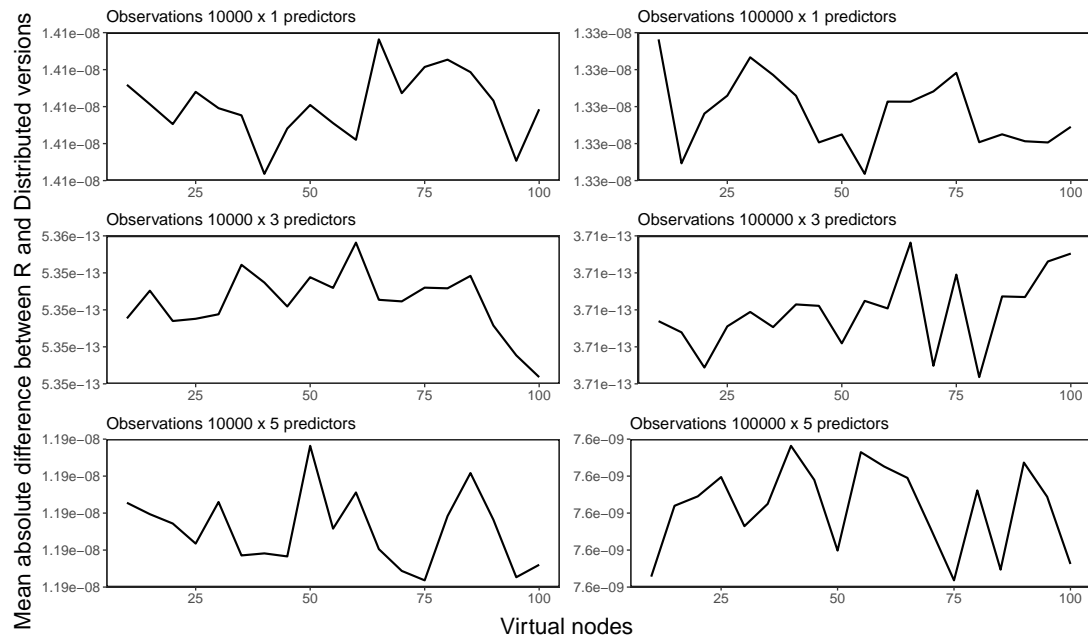 Mean absolute difference between R and Distributed versions
Observations 10000 x 1 predictors
1.41e−08
1.41e−08
1.41e−08
1.41e−08
1.41e−08
25 50 75 100
Observations 100000 x 1 predictors
1.33e−08
1.33e−08
1.33e−08
1.33e−08
1.33e−08
25 50 75 100
Observations 10000 x 3 predictors
5.36e−13
5.35e−13
5.35e−13
5.35e−13
5.35e−13
25 50 75 100
Observations 100000 x 3 predictors
3.71e−13
3.71e−13
3.71e−13
3.71e−13
3.71e−13
25 50 75 100
Observations 10000 x 5 predictors
1.19e−08
1.19e−08
1.19e−08
1.19e−08
1.19e−08
25 50 75 100
Observations 100000 x 5 predictors
7.6e−09
7.6e−09
7.6e−09
7.6e−09
7.6e−09
25 50 75 100
Virtual nodes